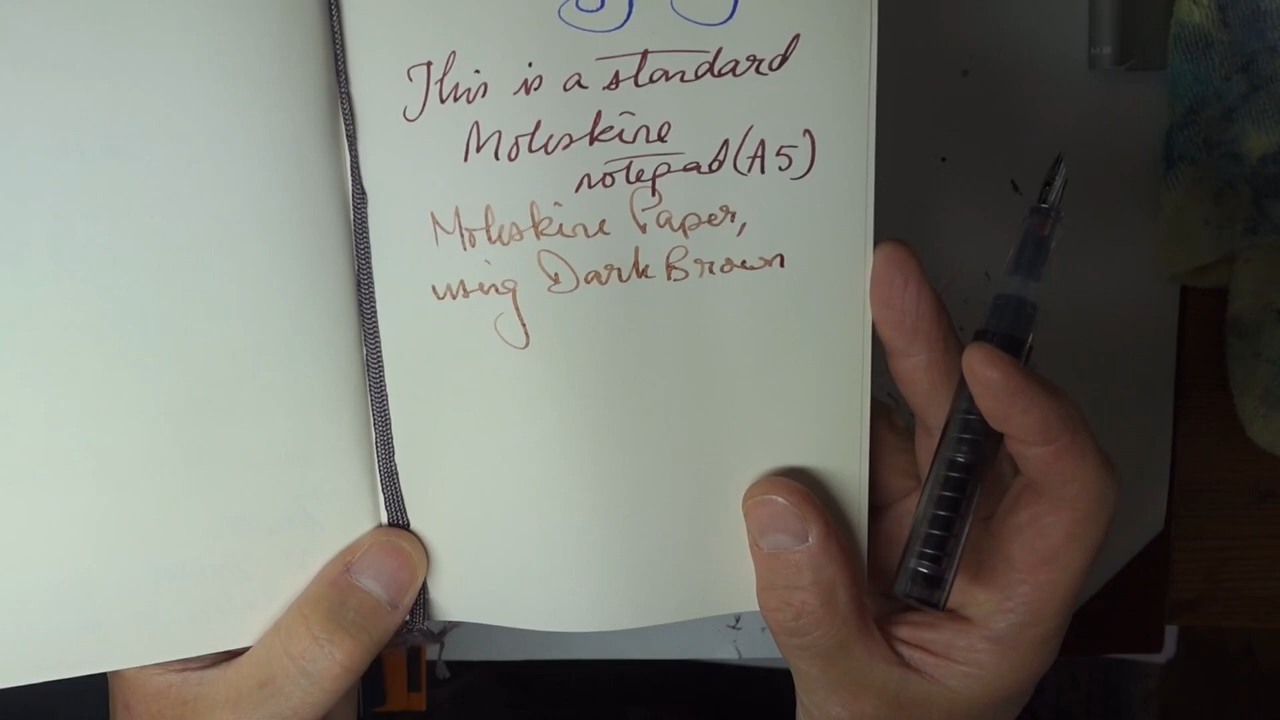 This is a standard
Moleskine
notepad (A5)
Moleskine Paper,
using Dark Brown